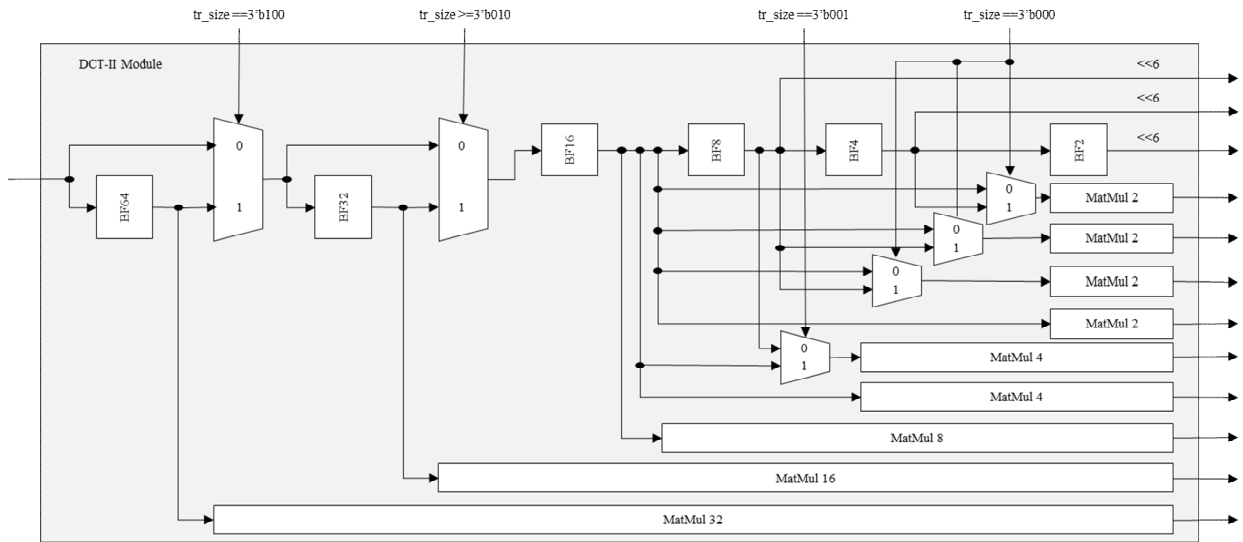 tr_size==3'b100
tr_size>=3'b010
tr_size==3'b001
tr_size==3'b000
DCT-II Module
<<6
<<6
<<6
0
1
BF64
0
1
BF32
BF16
BF8
BF4
BF2
0
1
MatMul 2
0
1
MatMul 2
0
1
MatMul 2
MatMul 2
0
1
MatMul 4
MatMul 4
MatMul 8
MatMul 16
MatMul 32